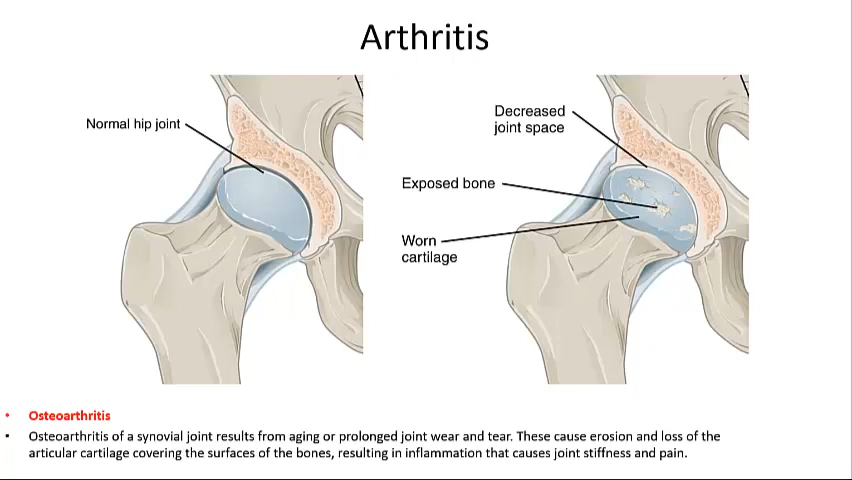 Arthritis
Normal hip joint
Decreased
joint space
Exposed bone
Worn
cartilage
• Osteoarthritis
• Osteoarthritis of a synovial joint results from aging or prolonged joint wear and tear. These cause erosion and loss of the
articular cartilage covering the surfaces of the bones, resulting in inflammation that causes joint stiffness and pain.